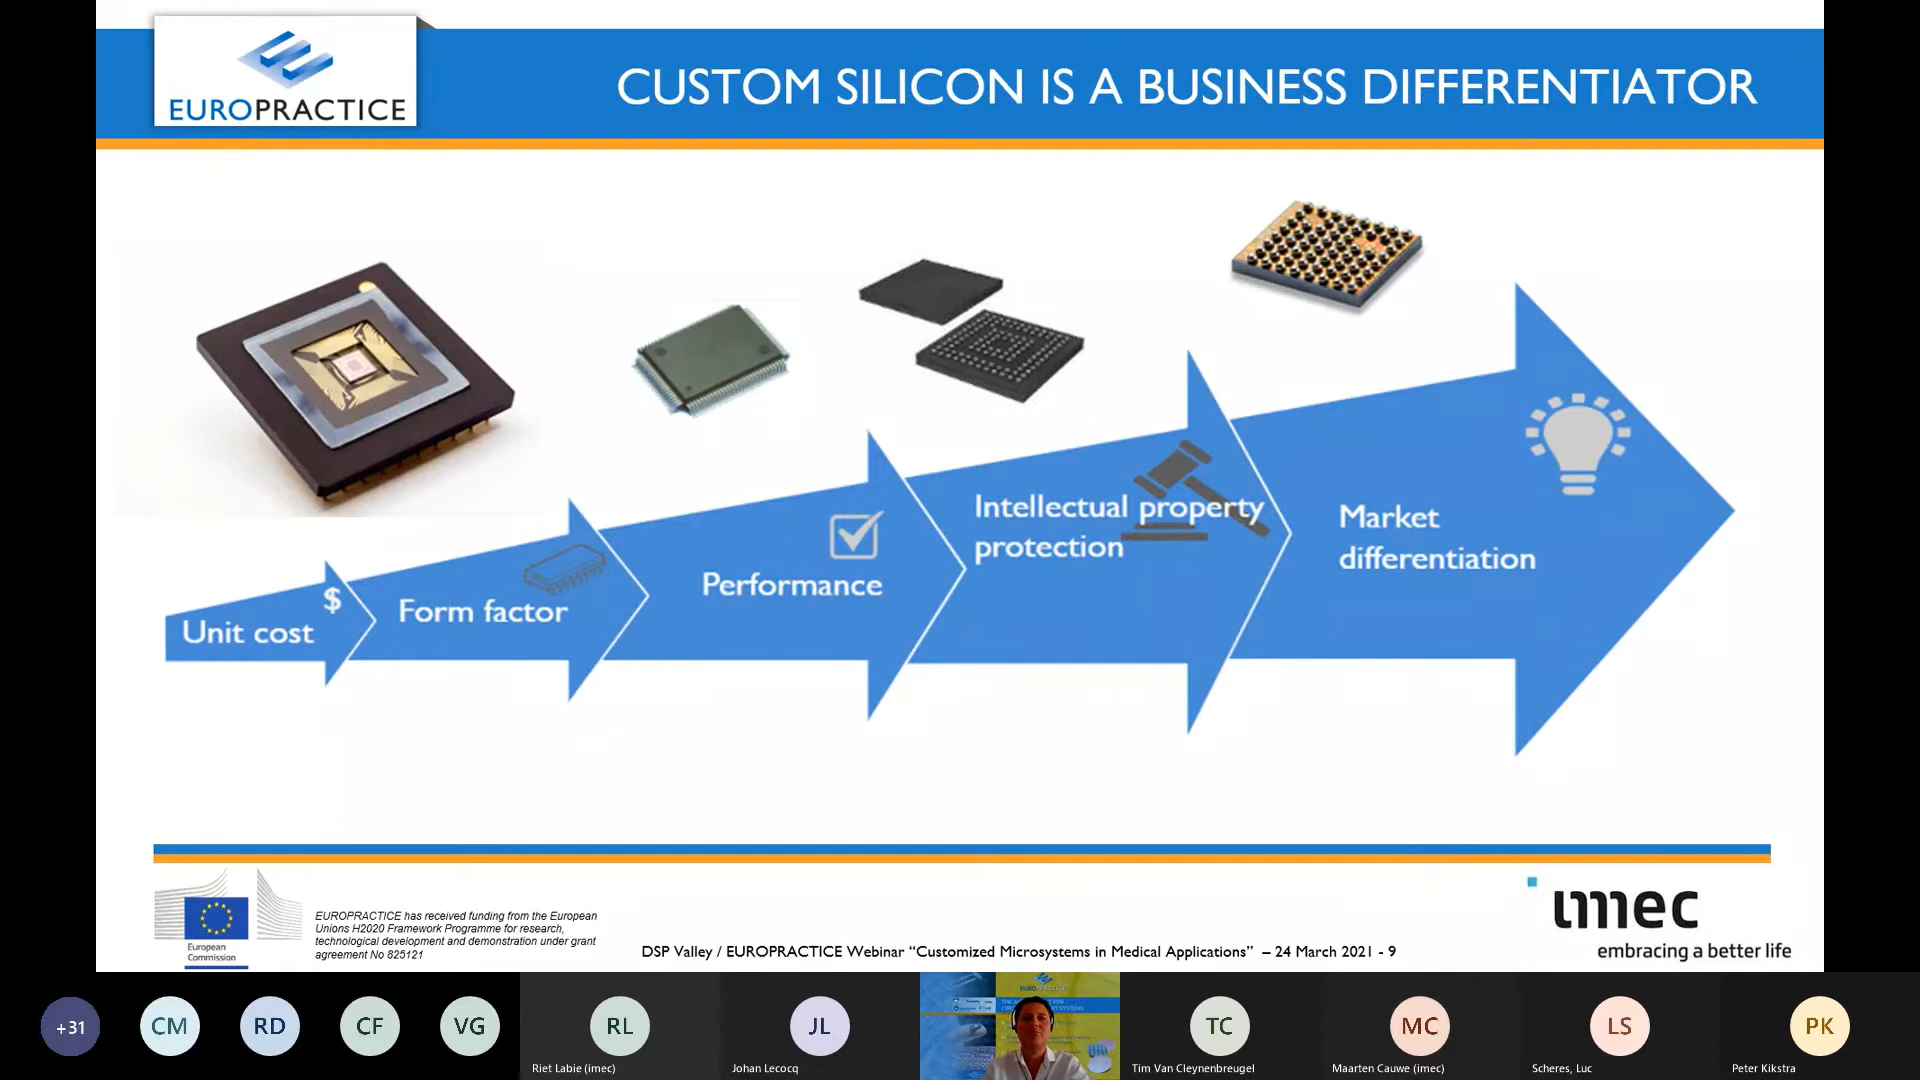 EUROPRACTICE
CUSTOM SILICON IS A BUSINESS DIFFERENTIATOR
$
Unit cost
Form factor
Performance
Intellectual property
protection
Market
differentiation
European
Commission
EUROPRACTICE has received funding from the European
Unions H2020 Framework Programme for research,
technological development and demonstration under grant
agreement No 825121
DSP Valley / EUROPRACTICE Webinar “Customized Microsystems in Medical Applications” – 24 March 2021 - 9
imec
embracing a better life
+31
CM
RD
CF
VG
RL
Riet Labie (imec)
JL
Johan Lecocq
EUROPRACTICE
TC
Tim Van Cleynenbreugel
MC
Maarten Cauwe (imec)
LS
Scheres, Luc
PK
Peter Kikstra